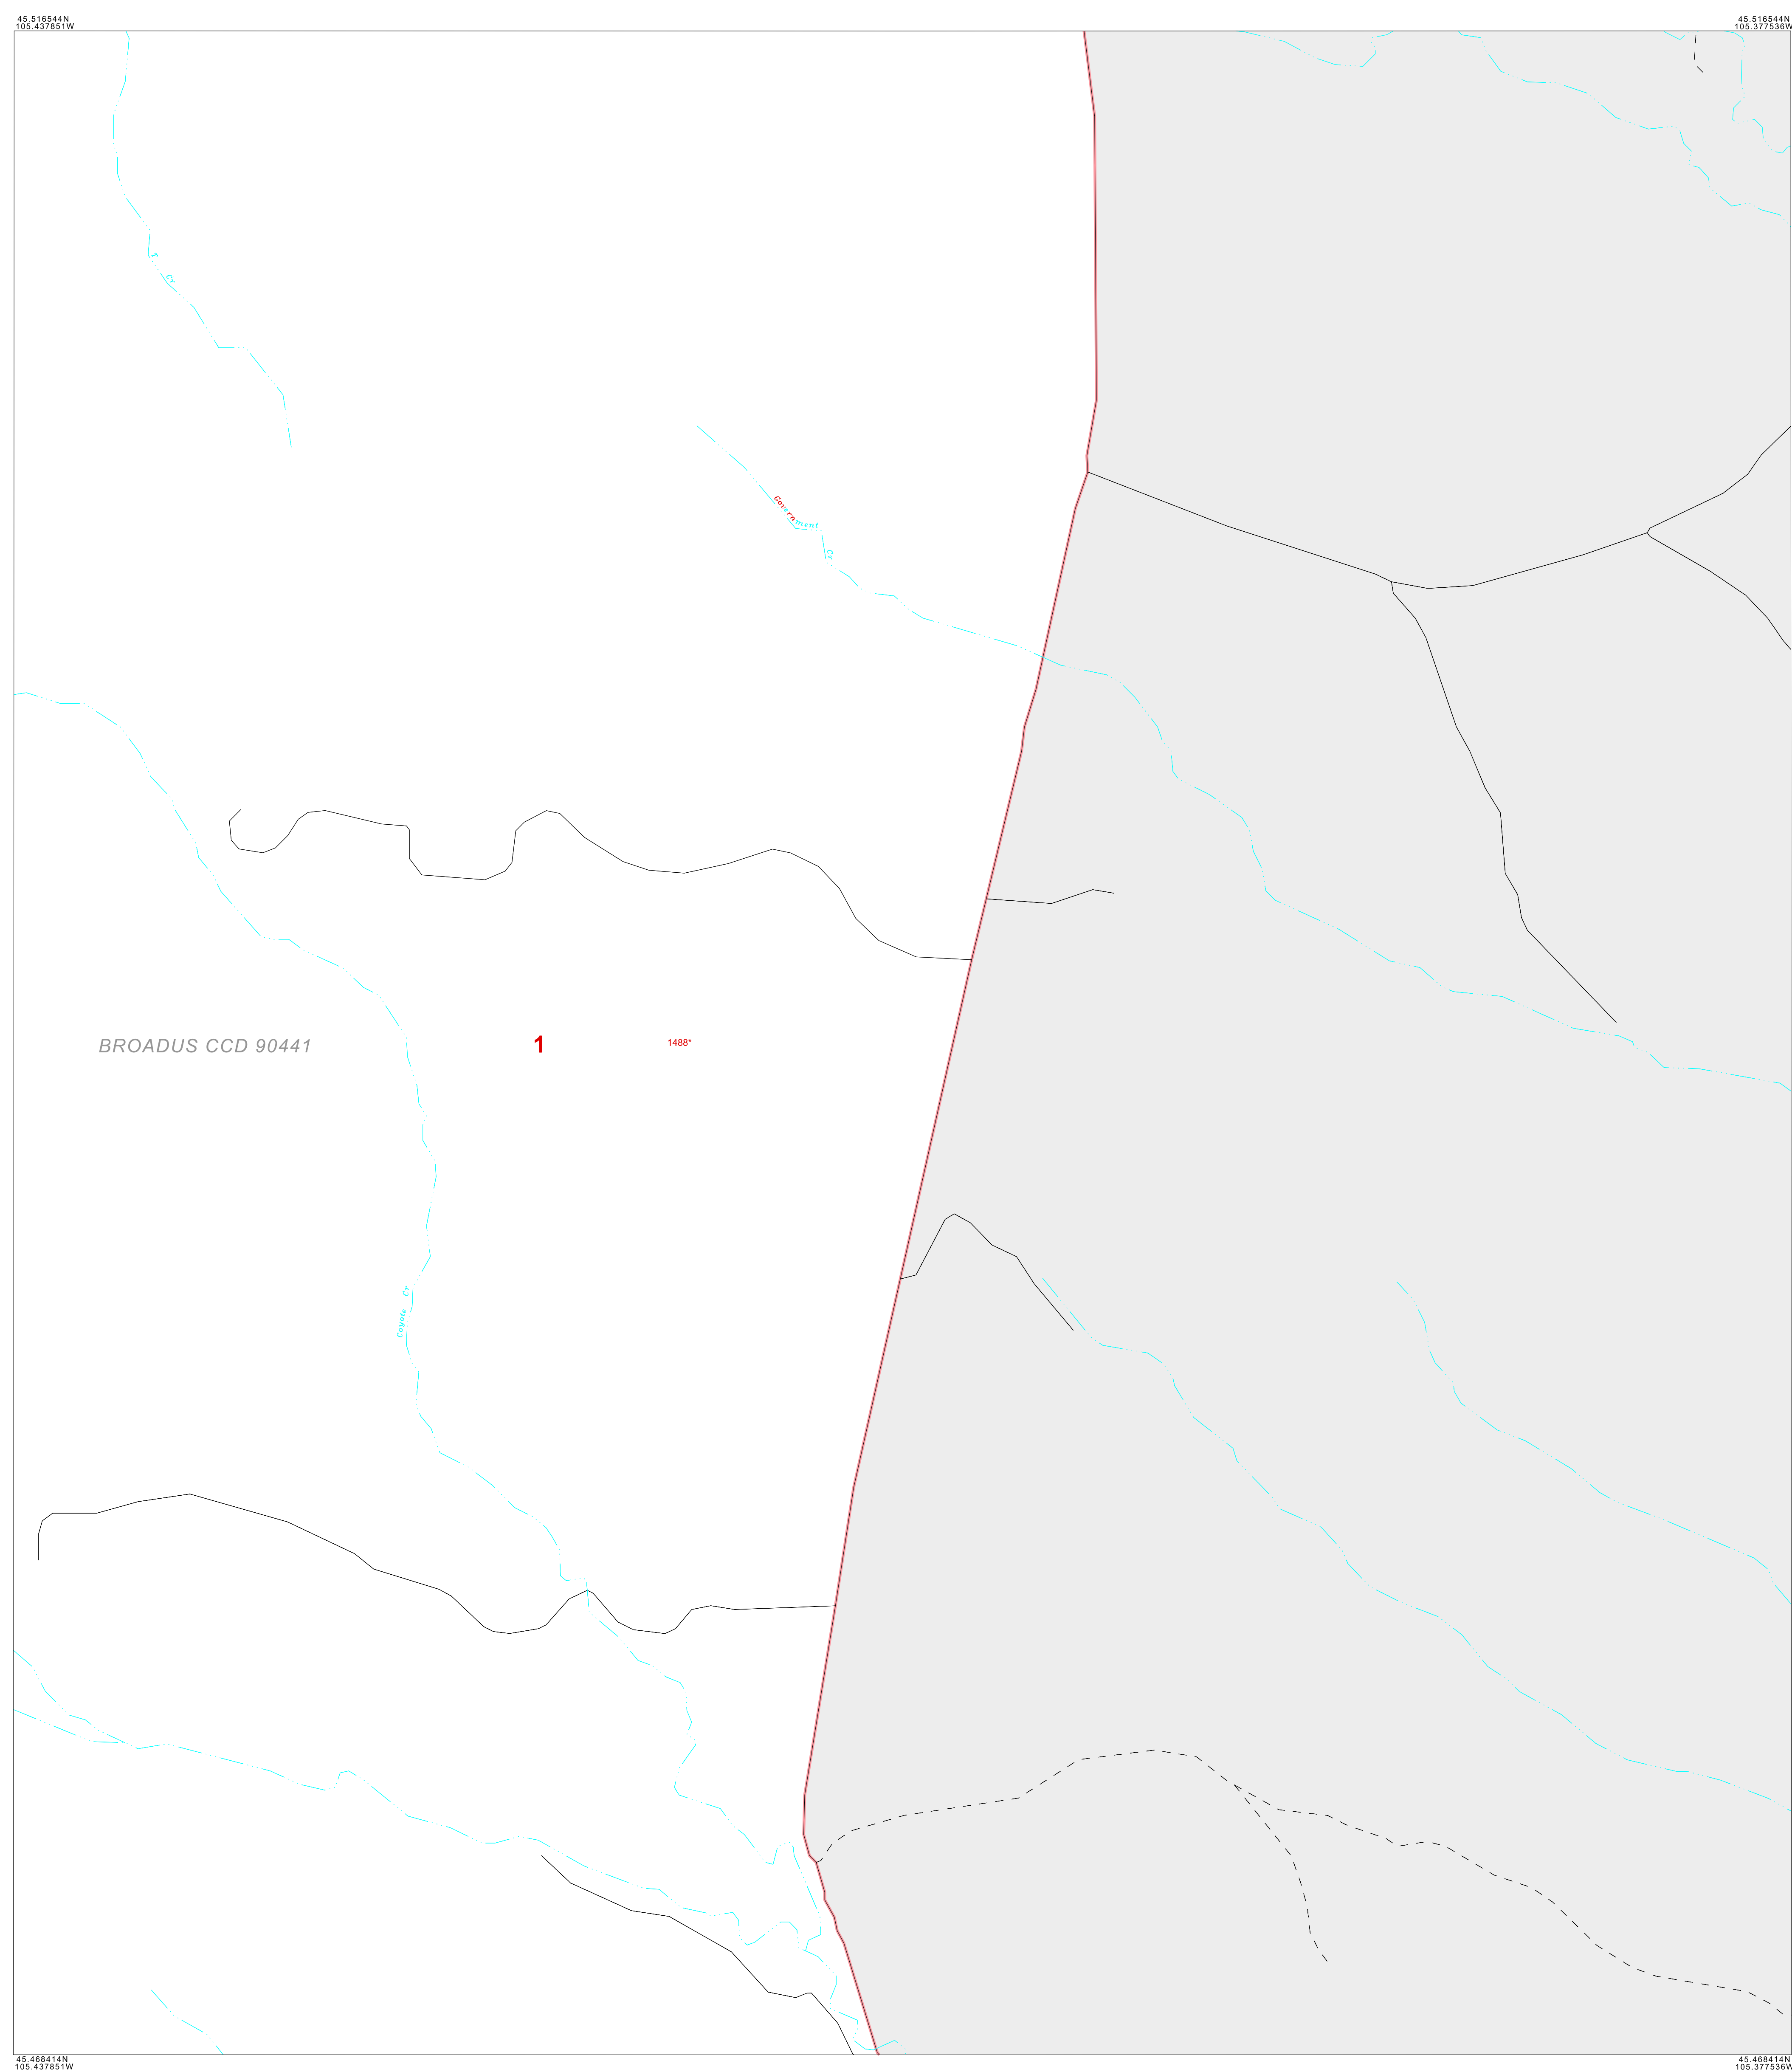 45.516544N
105.437851W
45.516544N
105.377536W
T Cr
Government
Cr
BROADUS CCD 90441
1
1488*
Coyote Cr
45.468414N
105.437851W
45.468414N
105.377536W